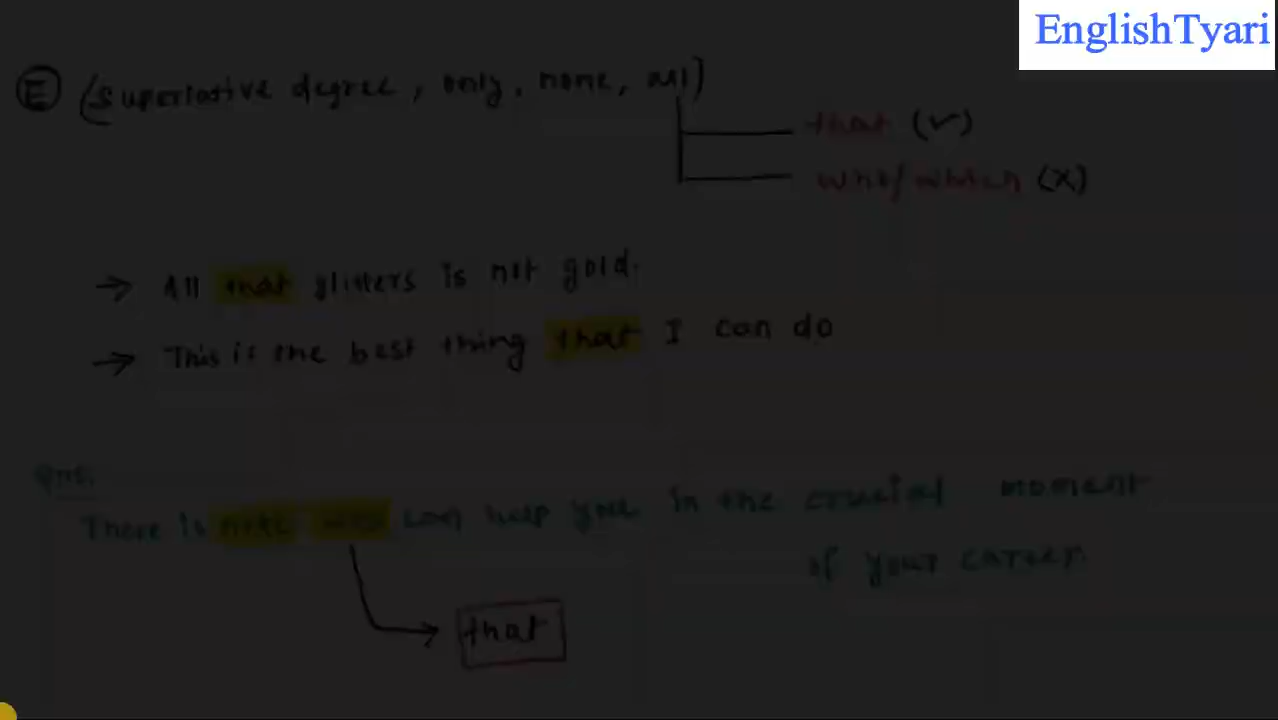 EnglishTyari
E (Superlative degree, only, none, all)
that (✓)
who/which (X)
→ All that glitters is not gold.
→ This is the best thing that I can do
Ques.
There is none who can help you in the crucial moment
of your career.
that